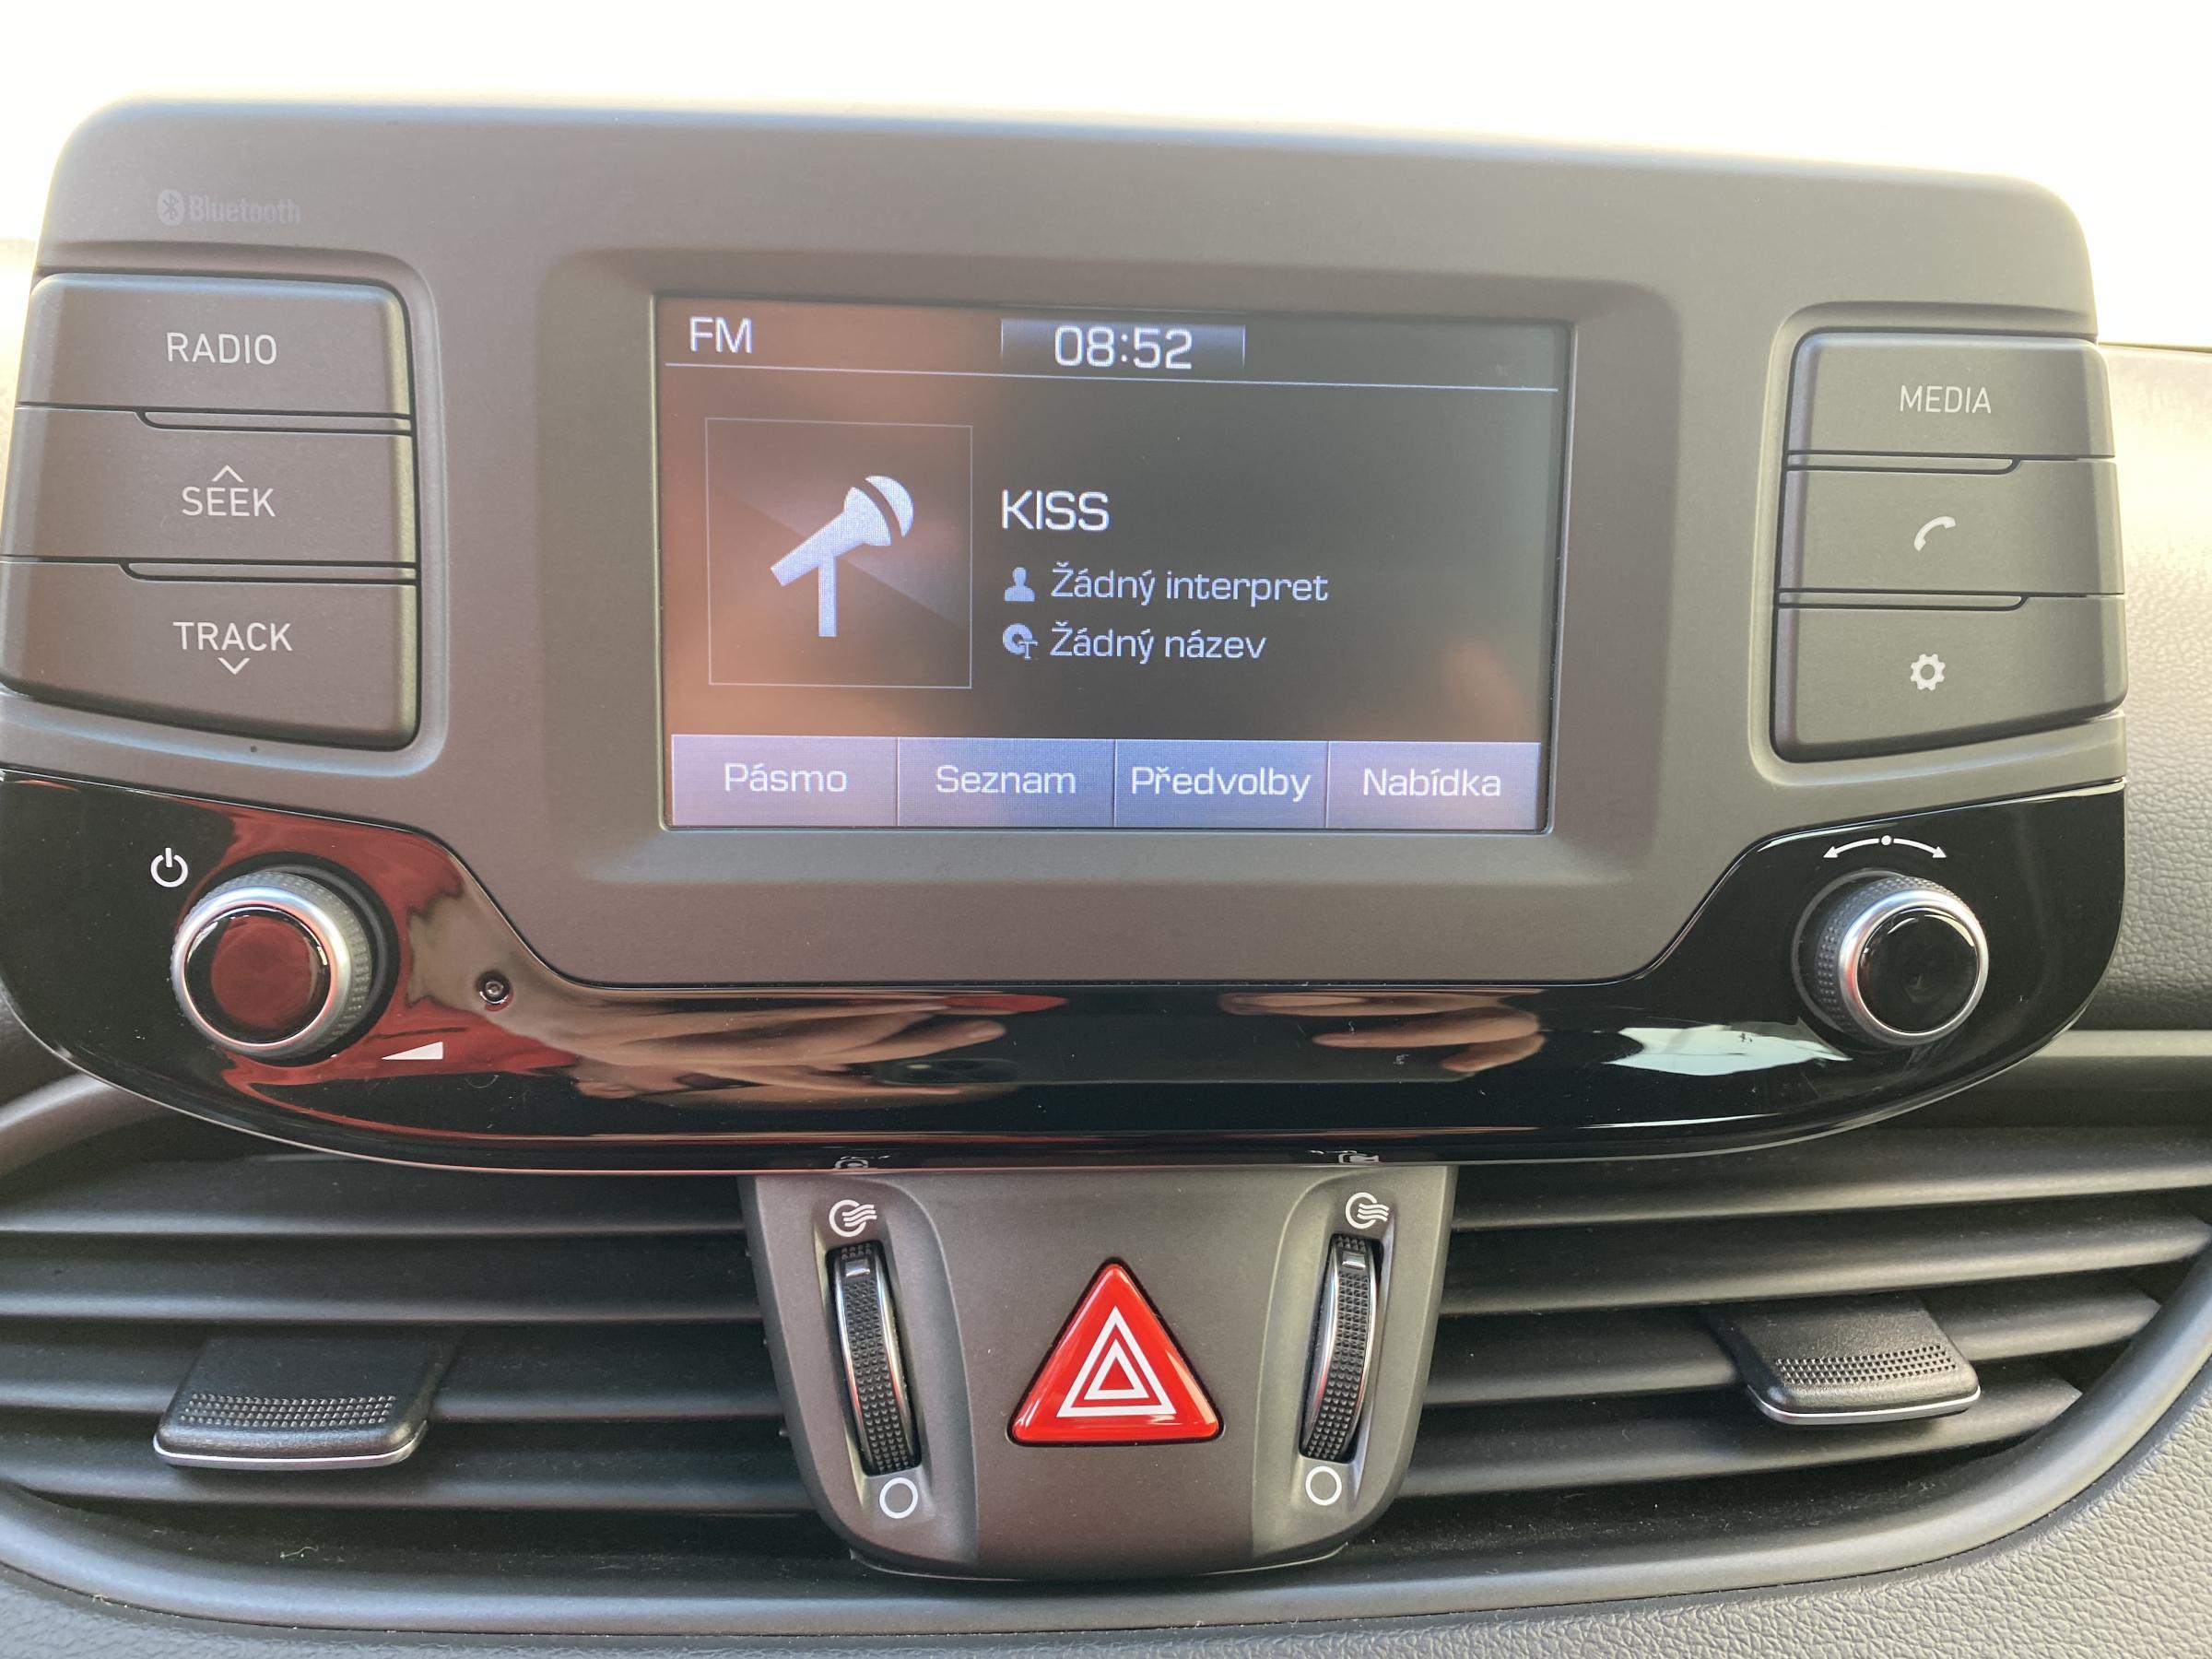 Bluetooth
RADIO
SEEK
TRACK
FM
08:52
KISS
Žádný interpret
Žádný název
Pásmo
Seznam
Předvolby
Nabídka
MEDIA